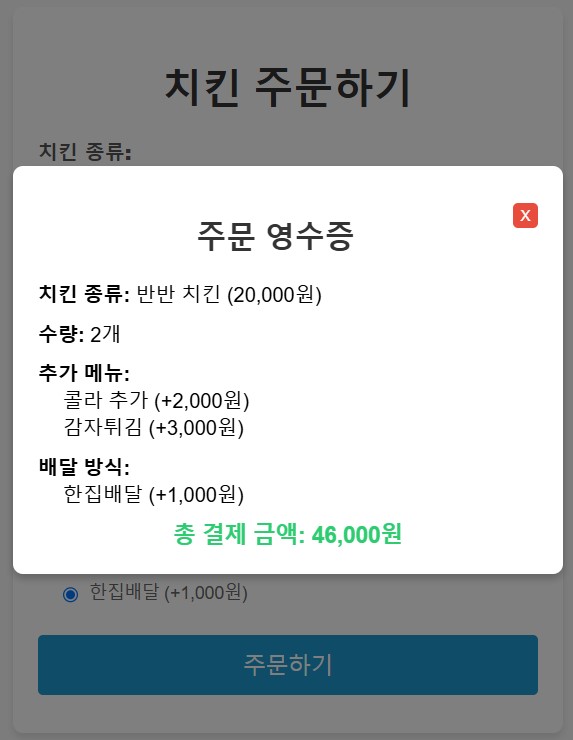 치킨 주문하기
치킨 종류:
X
주문 영수증
치킨 종류: 반반 치킨 (20,000원)
수량: 2개
추가 메뉴:
콜라 추가 (+2,000원)
감자튀김 (+3,000원)
배달 방식:
한집배달 (+1,000원)
총 결제 금액: 46,000원
한집배달 (+1,000원)
주문하기